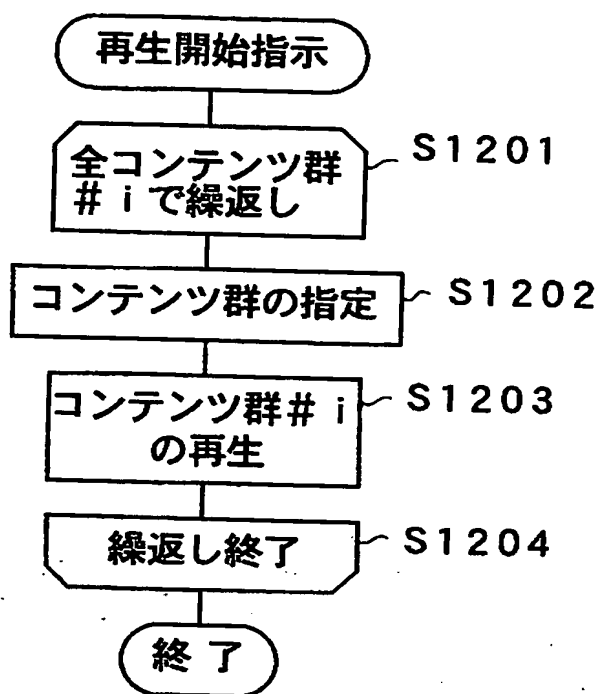 再生開始指示
全コンテンツ群 S1201
＃ｉで繰返し
コンテンツ群の指定 S1202
コンテンツ群＃ｉ S1203
の再生
繰返し終了 S1204
終了